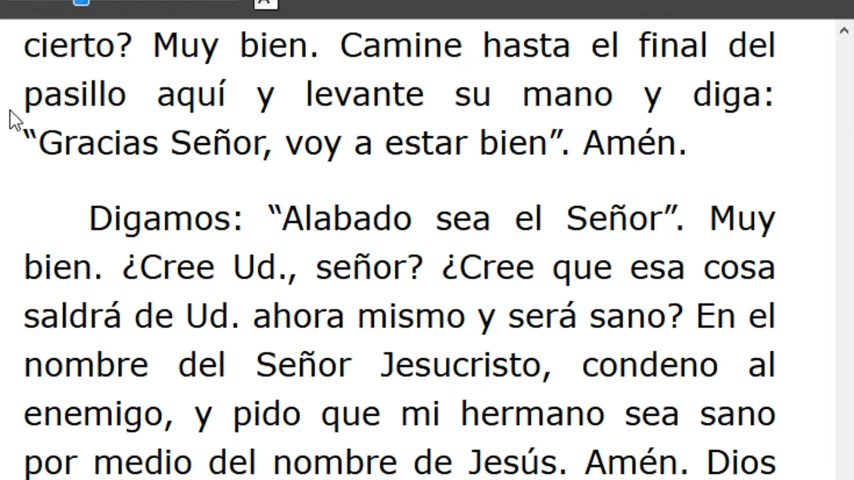 cierto? Muy bien. Camine hasta el final del
pasillo aquí y levante su mano y diga:
“Gracias Señor, voy a estar bien”. Amén.
Digamos: “Alabado sea el Señor”. Muy
bien. ¿Cree Ud., señor? ¿Cree que esa cosa
saldrá de Ud. ahora mismo y será sano? En el
nombre del Señor Jesucristo, condeno al
enemigo, y pido que mi hermano sea sano
por medio del nombre de Jesús. Amén. Dios